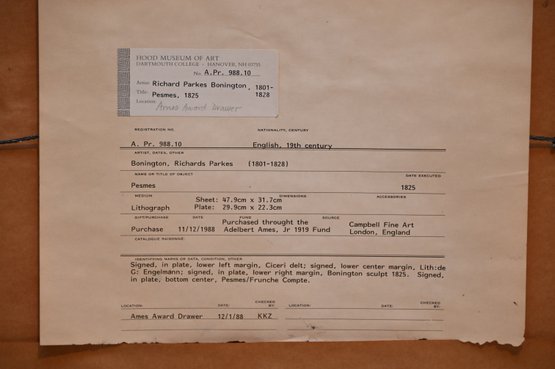 HOOD MUSEUM OF ART
DARTMOUTH COLLEGE - HANOVER, NH 03755
No. A.Pr. 988.10
Artist: Richard Parkes Bonington, 1801-
1828
Title: Pesmes, 1825
Location: Ames Award Drawer
REGISTRATION NO. NATIONALITY, CENTURY
A. Pr. 988.10 English, 19th century
ARTIST, DATES, OTHER
Bonington, Richards Parkes (1801-1828)
NAME OR TITLE OF OBJECT DATE EXECUTED
Pesmes 1825
MEDIUM DIMENSIONS ACCESSORIES
Sheet: 47.9cm x 31.7cm
Lithograph Plate: 29.9cm x 22.3cm
GIFT/PURCHASE DATE FUND SOURCE
Purchased throught the Campbell Fine Art
Purchase 11/12/1988 Adelbert Ames, Jr 1919 Fund London, England
CATALOGUE RAISONNE:
IDENTIFYING MARKS OR DATA, CONDITION, OTHER
Signed, in plate, lower left margin, Ciceri delt; signed, lower center margin, Lith:de
G: Engelmann; signed, in plate, lower right margin, Bonington sculpt 1825. Signed,
in plate, bottom center, Pesmes/Frunche Compte.
LOCATION: DATE: CHECKED BY: LOCATION: DATE: CHECKED BY:
Ames Award Drawer 12/1/88 KKZ